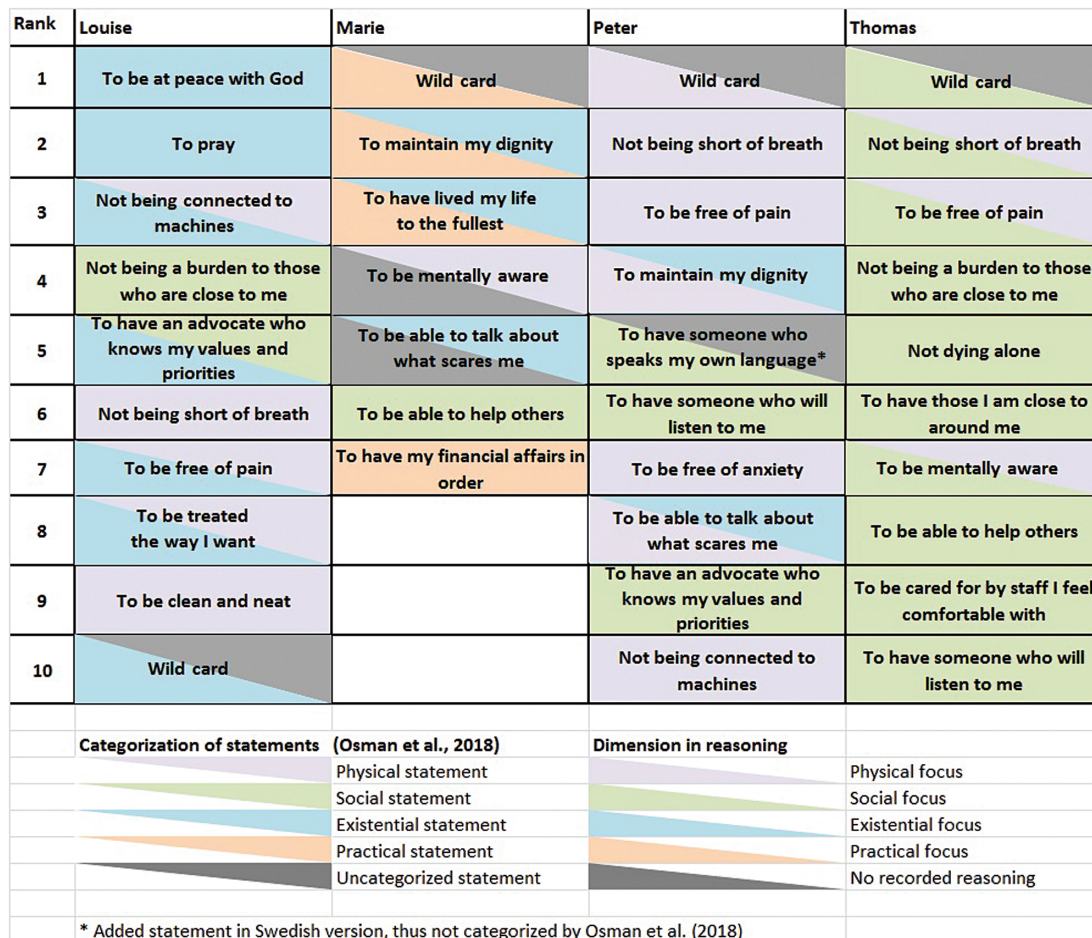 Rank Louise Marie Peter Thomas
1 To be at peace with God Wild card Wild card Wild card
2 To pray To maintain my dignity Not being short of breath Not being short of breath
3 Not being connected to machines To have lived my life to the fullest To be free of pain To be free of pain
4 Not being a burden to those who are close to me To be mentally aware To maintain my dignity Not being a burden to those who are close to me
5 To have an advocate who knows my values and priorities To be able to talk about what scares me To have someone who speaks my own language* Not dying alone
6 Not being short of breath To be able to help others To have someone who will listen to me To have those I am close to around me
7 To be free of pain To have my financial affairs in order To be free of anxiety To be mentally aware
8 To be treated the way I want To be able to talk about what scares me To be able to help others
9 To be clean and neat To have an advocate who knows my values and priorities To be cared for by staff I feel comfortable with
10 Wild card Not being connected to machines To have someone who will listen to me
Categorization of statements (Osman et al., 2018) Dimension in reasoning
Physical statement Physical focus
Social statement Social focus
Existential statement Existential focus
Practical statement Practical focus
Uncategorized statement No recorded reasoning
* Added statement in Swedish version, thus not categorized by Osman et al. (2018)